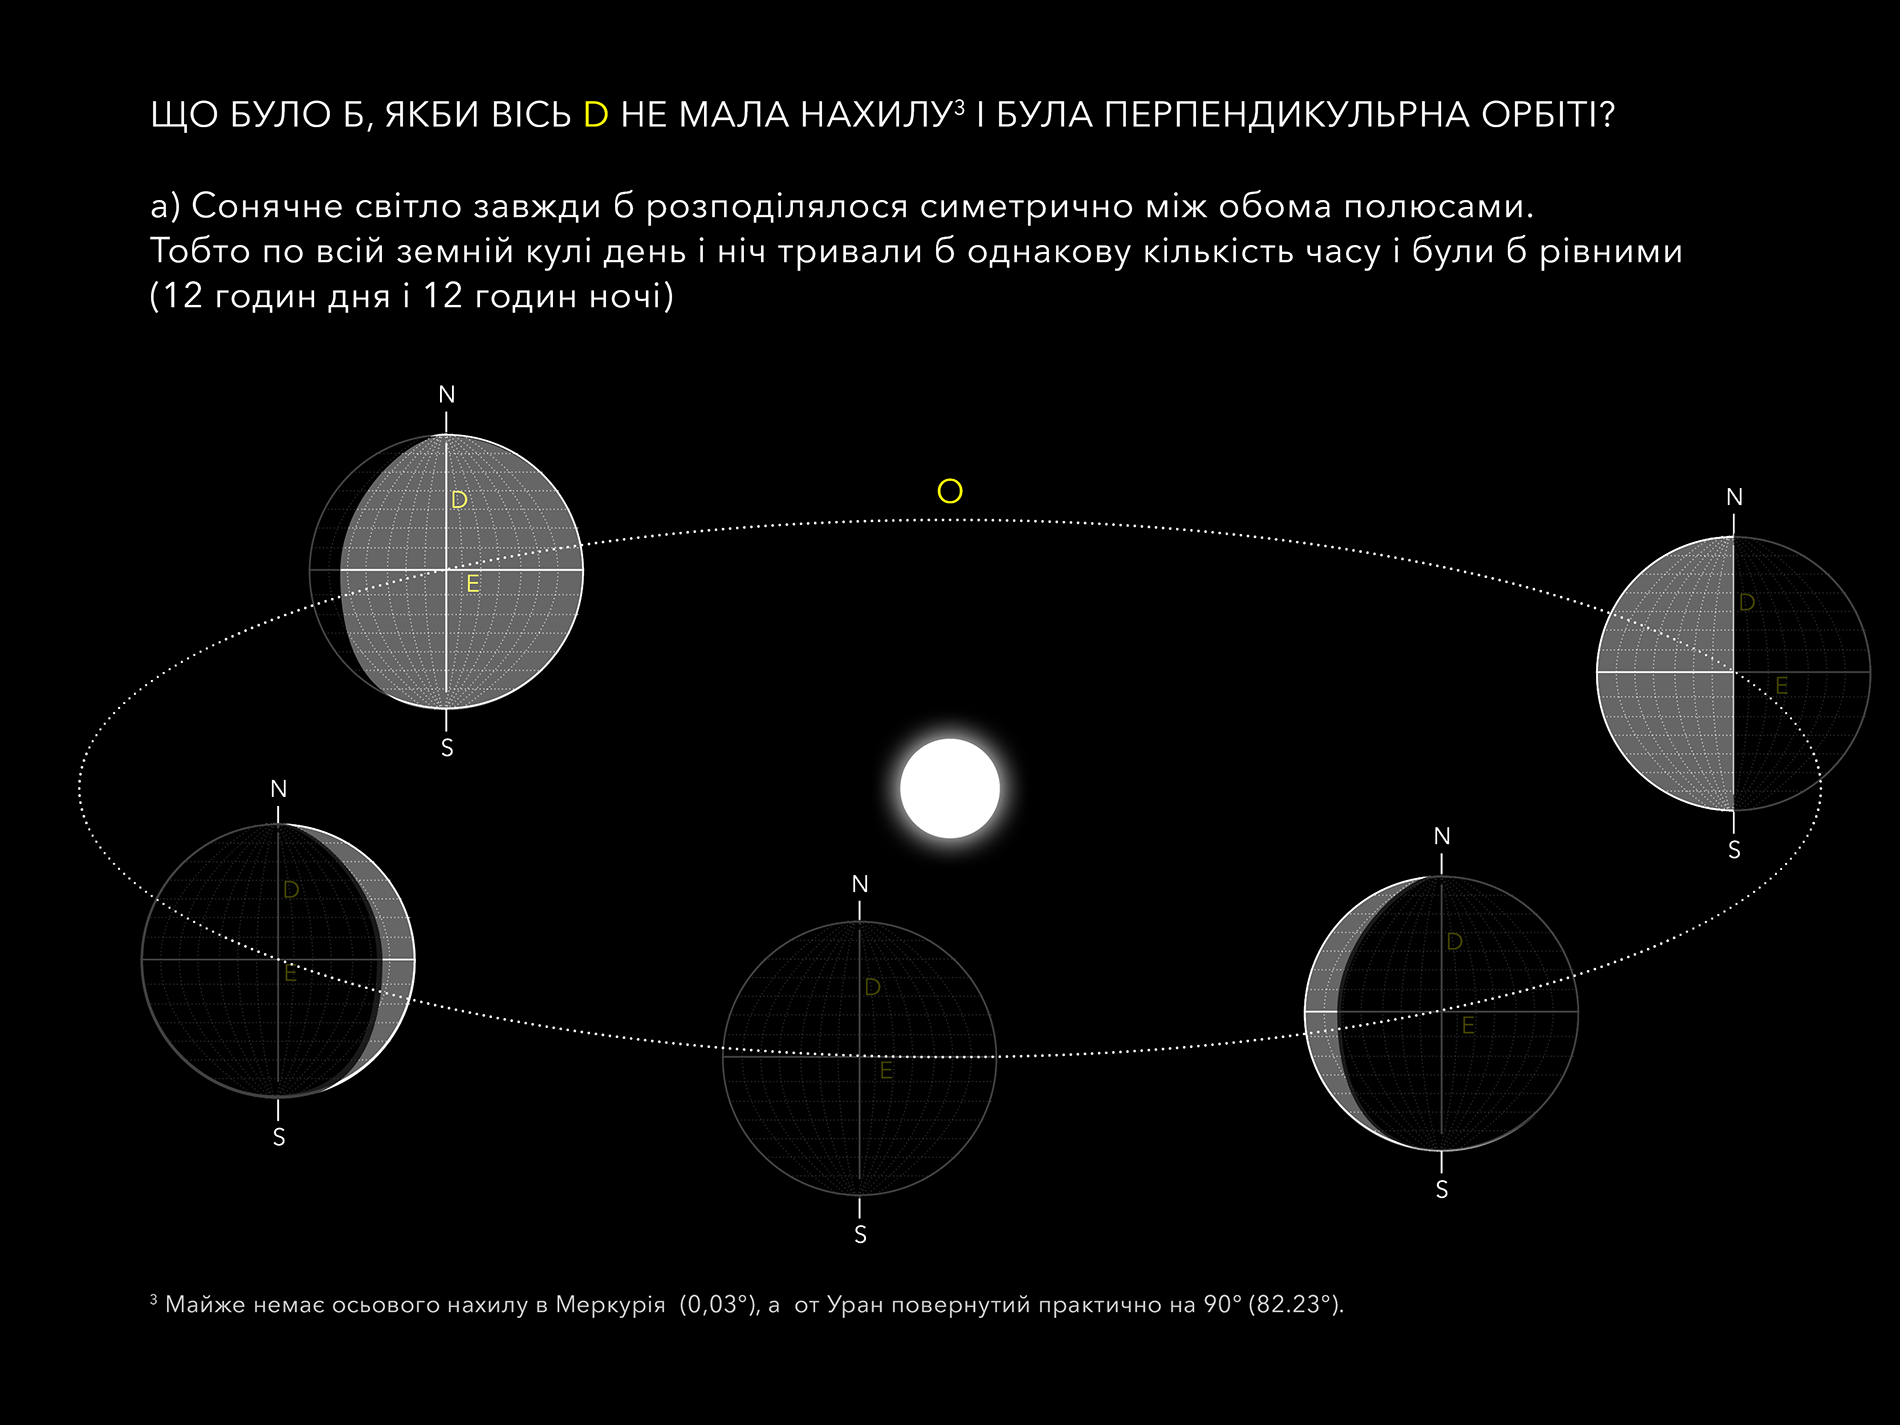 ЩО БУЛО Б, ЯКБИ ВІСЬ D НЕ МАЛА НАХИЛУ³ І БУЛА ПЕРПЕНДИКУЛЬРНА ОРБІТІ?
а) Сонячне світло завжди б розподілялося симетрично між обома полюсами.
Тобто по всій земній кулі день і ніч тривали б однакову кількість часу і були б рівними
(12 годин дня і 12 годин ночі)
N
D
E
S
O
N
D
E
S
N
D
E
S
N
D
E
S
N
D
E
S
³ Майже немає осьового нахилу в Меркурія (0,03°), а от Уран повернутий практично на 90° (82.23°).